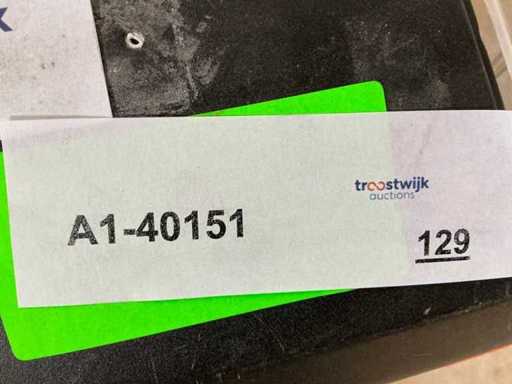 k
troostwijk
auctions
A1-40151
129